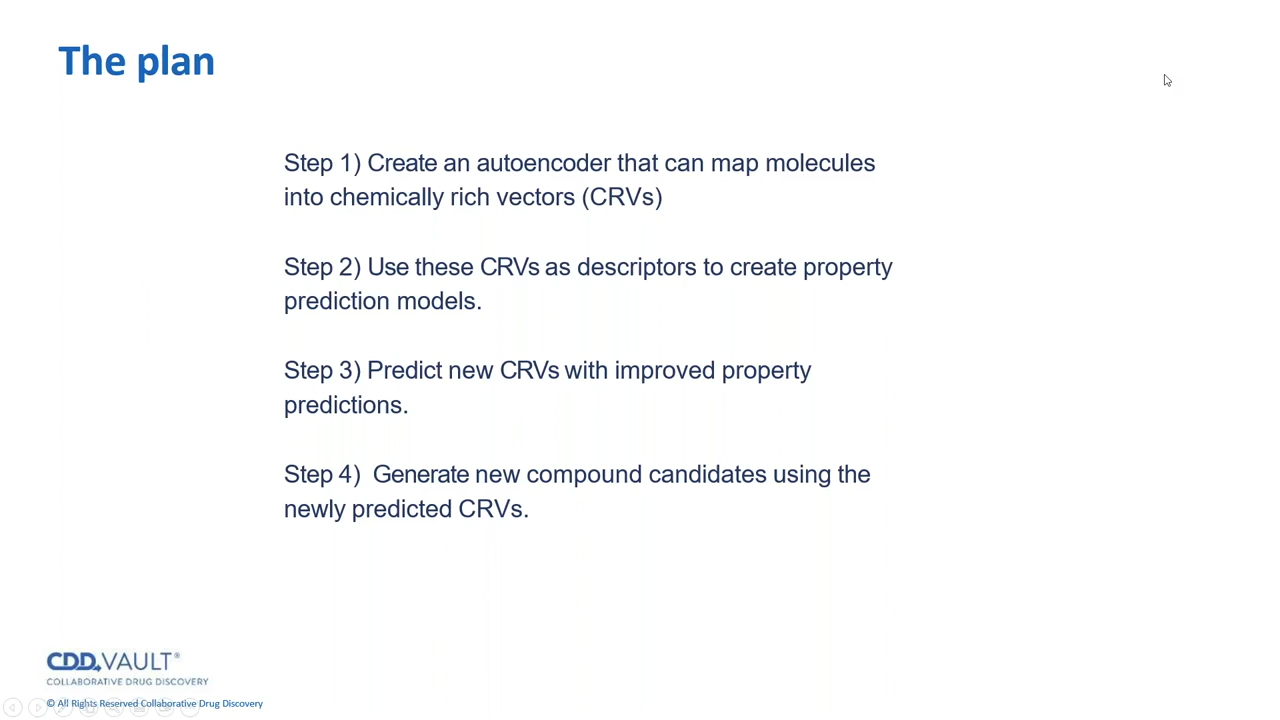 The plan
Step 1) Create an autoencoder that can map molecules
into chemically rich vectors (CRVs)
Step 2) Use these CRVs as descriptors to create property
prediction models.
Step 3) Predict new CRVs with improved property
predictions.
Step 4)  Generate new compound candidates using the
newly predicted CRVs.
CDD VAULT®
COLLABORATIVE DRUG DISCOVERY
© All Rights Reserved Collaborative Drug Discovery